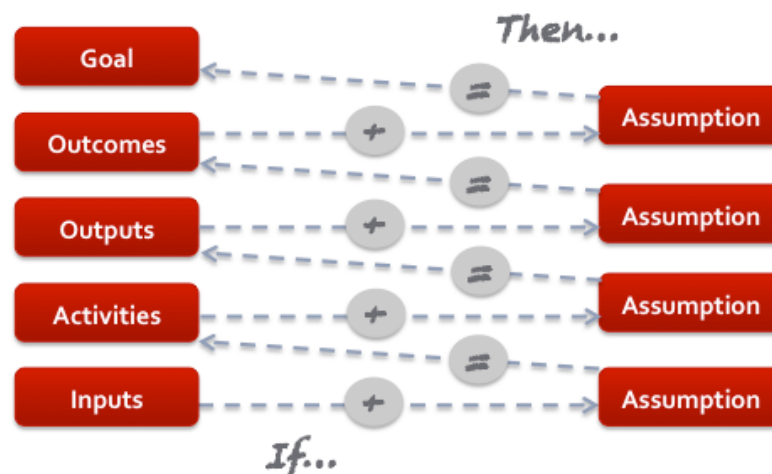 Then...
Goal
=
Assumption
Outcomes
+
=
Assumption
Outputs
+
=
Assumption
Activities
+
=
Assumption
Inputs
+
If...